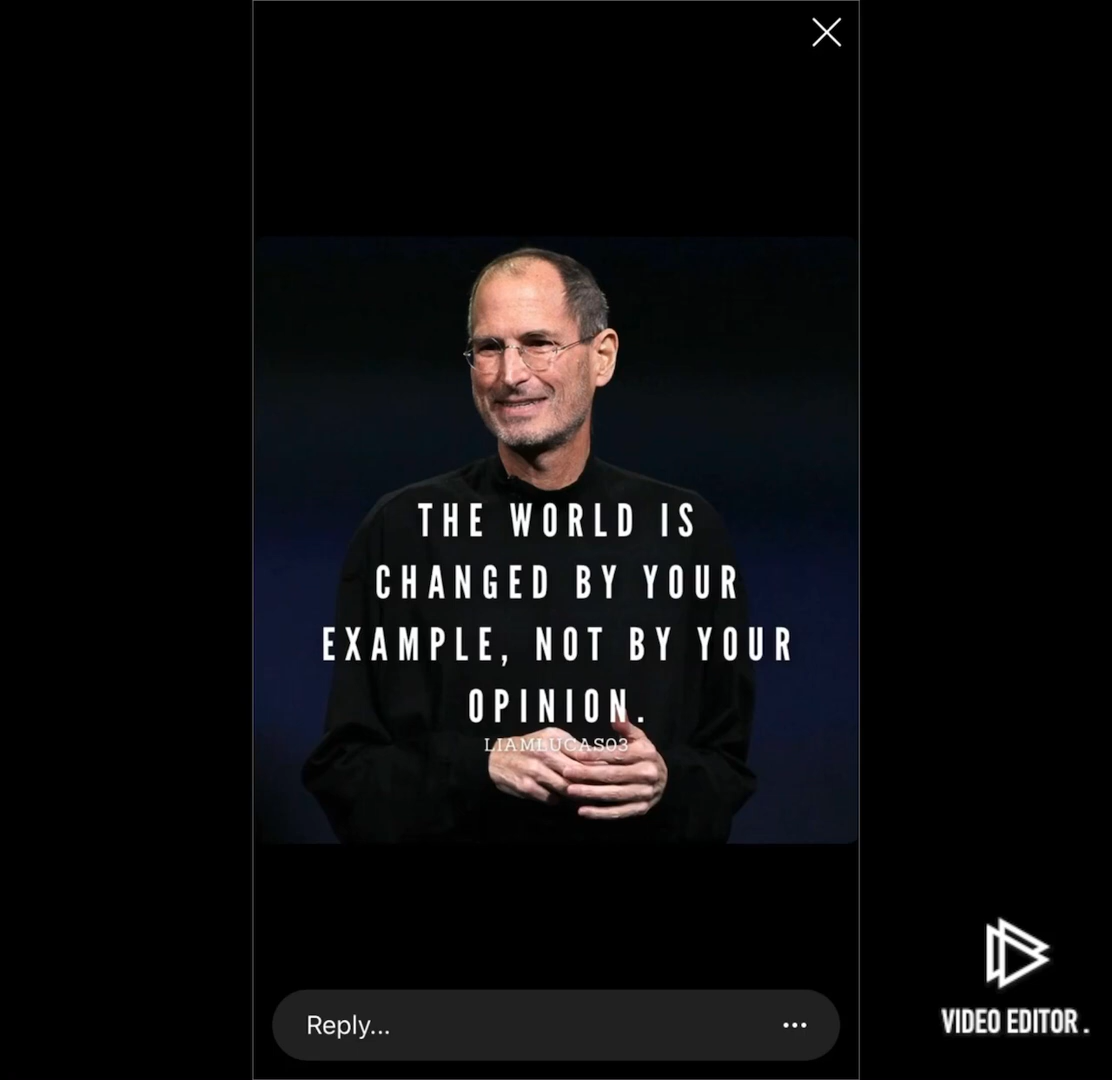 THE WORLD IS
CHANGED BY YOUR
EXAMPLE, NOT BY YOUR
OPINION.
LIAMLUCAS03
Reply...
VIDEO EDITOR .